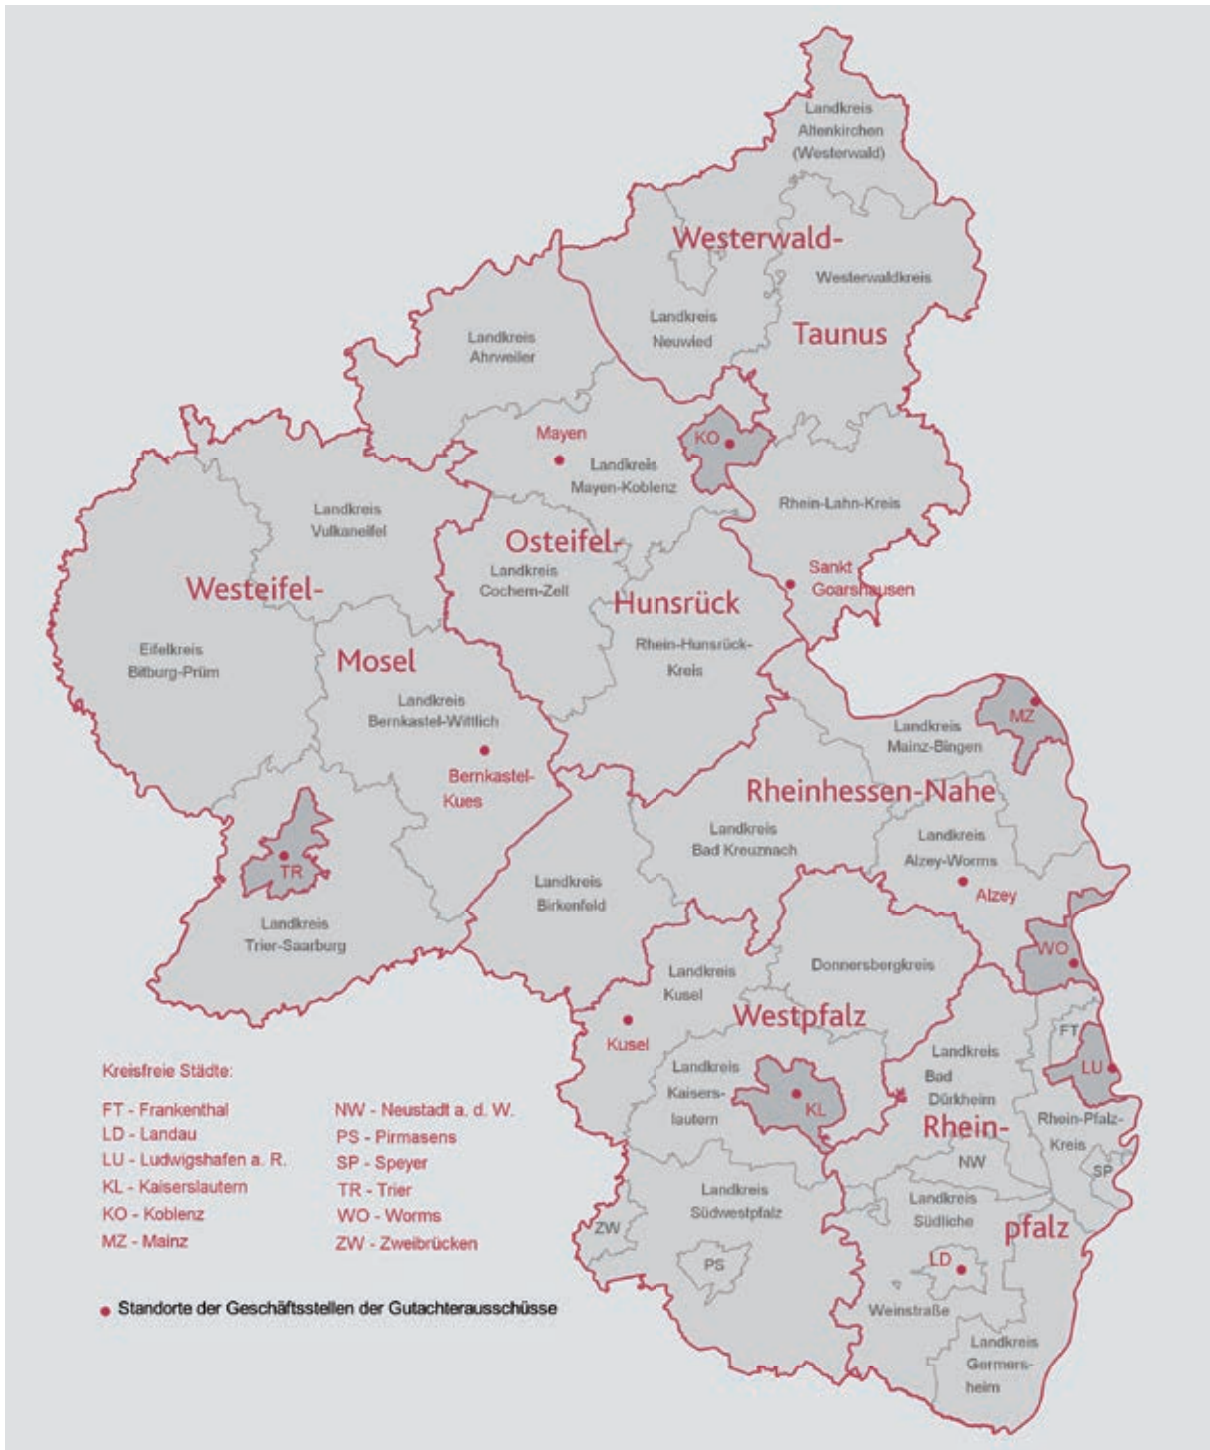 Landkreis
Altenkirchen
(Westerwald)
Westerwald-
Westerwaldkreis
Landkreis
Neuwied
Taunus
Landkreis
Ahrweiler
Mayen
KO
Landkreis
Mayen-Koblenz
Rhein-Lahn-Kreis
Landkreis
Vulkaneifel
Osteifel-
Landkreis
Cochem-Zell
Sankt
Goarshausen
Westeifel-
Hunsrück
Eifelkreis
Bitburg-Prüm
Rhein-Hunsrück-
Kreis
Mosel
Landkreis
Bernkastel-Wittlich
MZ
Landkreis
Mainz-Bingen
Bernkastel-
Kues
Rheinhessen-Nahe
Landkreis
Bad Kreuznach
Landkreis
Alzey-Worms
TR
Alzey
Landkreis
Birkenfeld
Landkreis
Trier-Saarburg
WO
Donnersbergkreis
Landkreis
Kusel
Westpfalz
Kusel
FT
Landkreis
Bad
Dürkheim
LU
Landkreis
Kaisers-
lautern
KL
Rhein-
Rhein-Pfalz-
Kreis
NW
SP
Landkreis
Südwestpfalz
Landkreis
Südliche
ZW
pfalz
PS
LD
Weinstraße
Landkreis
Germers-
heim
Kreisfreie Städte:
FT - Frankenthal
LD - Landau
LU - Ludwigshafen a. R.
KL - Kaiserslautern
KO - Koblenz
MZ - Mainz
NW - Neustadt a. d. W.
PS - Pirmasens
SP - Speyer
TR - Trier
WO - Worms
ZW - Zweibrücken
Standorte der Geschäftsstellen der Gutachterausschüsse